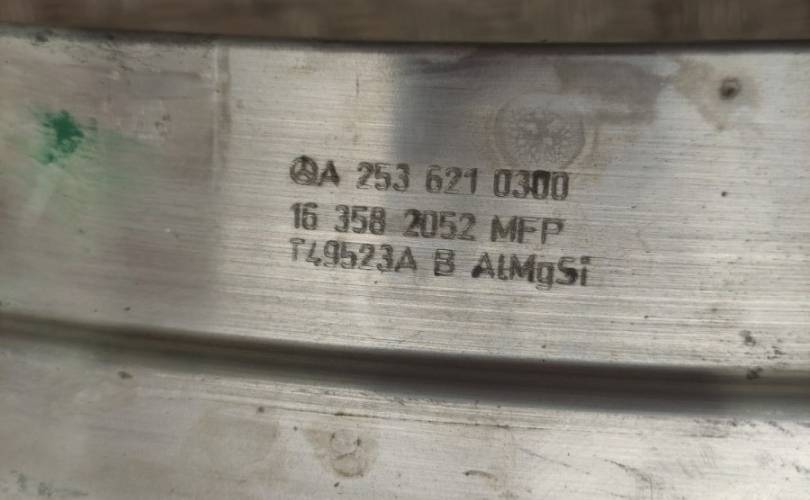 A 253 621 0300
16 358 2052 MFP
T49523A B AlMgSi